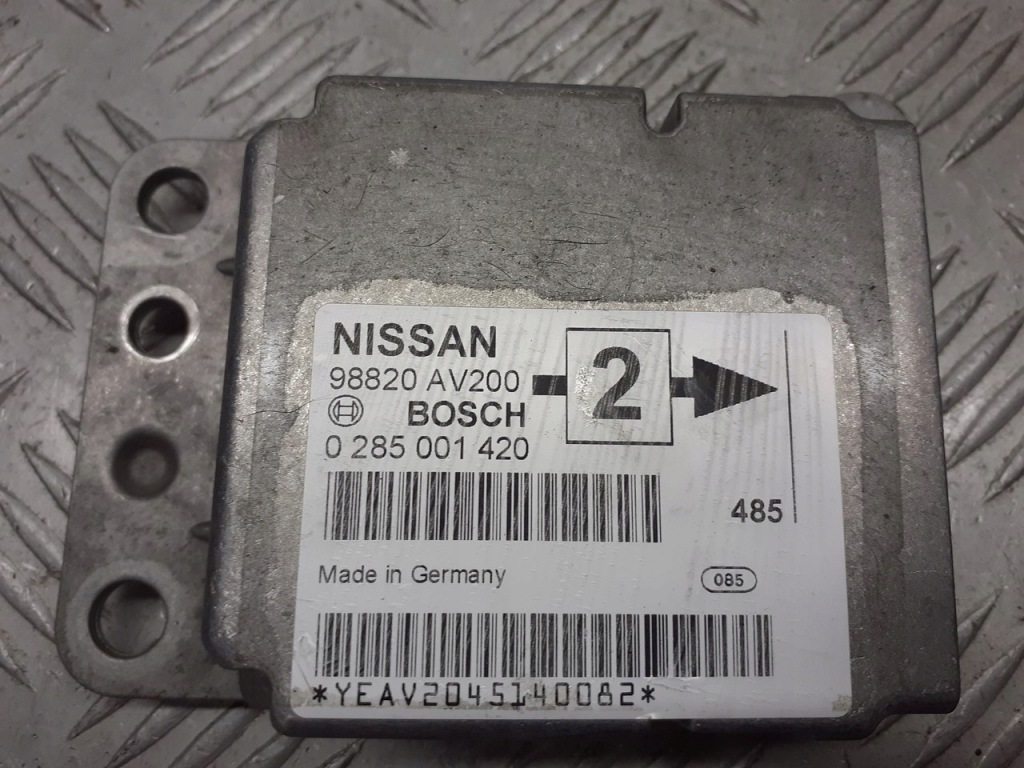 NISSAN
98820 AV200
2
BOSCH
0 285 001 420
485
Made in Germany
085
*YEAV2045140082*